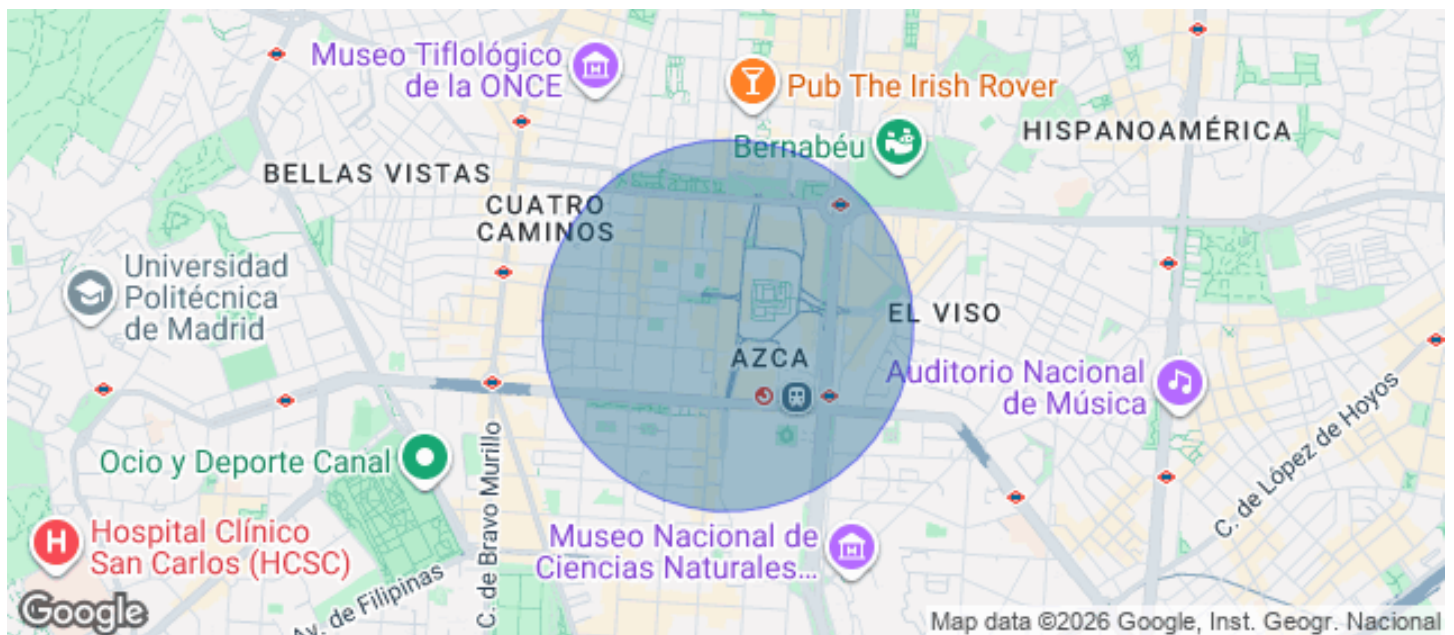 Museo Tiflológico
de la ONCE
Pub The Irish Rover
Bernabéu
HISPANOAMÉRICA
BELLAS VISTAS
CUATRO
CAMINOS
Universidad
Politécnica
de Madrid
EL VISO
AZCA
Auditorio Nacional
de Música
Ocio y Deporte Canal
C. de Bravo Murillo
C. de López de Hoyos
H
Hospital Clínico
San Carlos (HCSC)
Museo Nacional de
Ciencias Naturales...
Av. de Filipinas
Google
Map data ©2026 Google, Inst. Geogr. Nacional